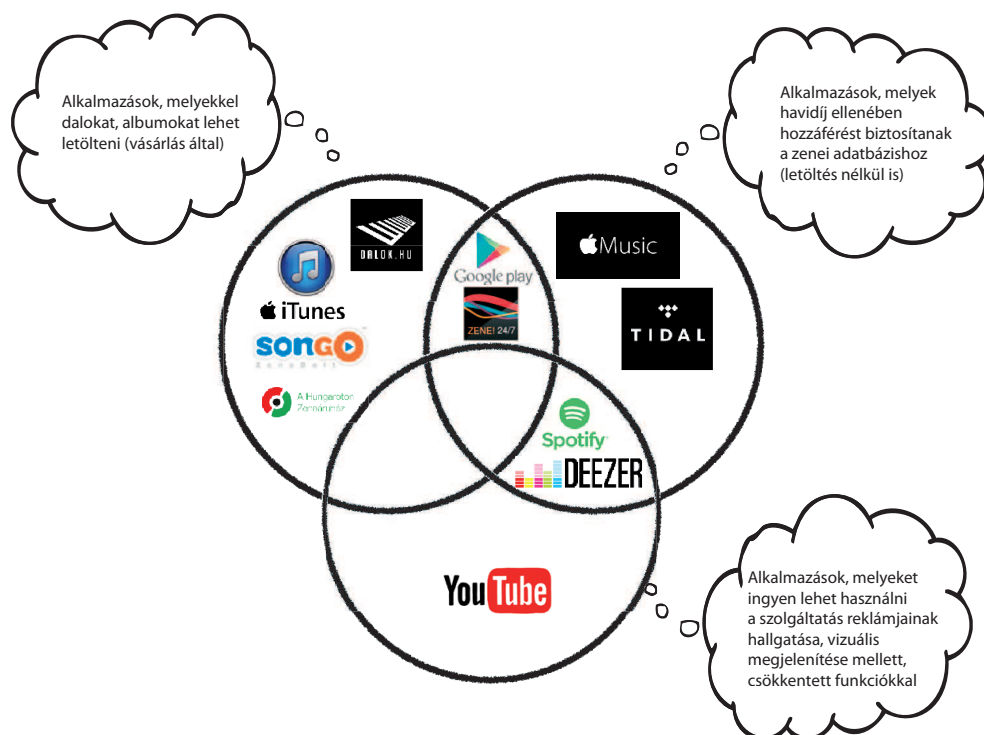 Alkalmazások, melyekkel
dalokat, albumokat lehet
letölteni (vásárlás által)
Alkalmazások, melyek
havidíj ellenében
hozzáférést biztosítanak
a zenei adatbázishoz
(letöltés nélkül is)
DALOK.HU
iTunes
SONGO
A Hungaroton
Zeneáruház
Google play
ZENE! 24/7
Music
TIDAL
Spotify
DEEZER
YouTube
Alkalmazások, melyeket
ingyen lehet használni
a szolgáltatás reklámjainak
hallgatása, vizuális
megjelenítése mellett,
csökkentett funkciókkal